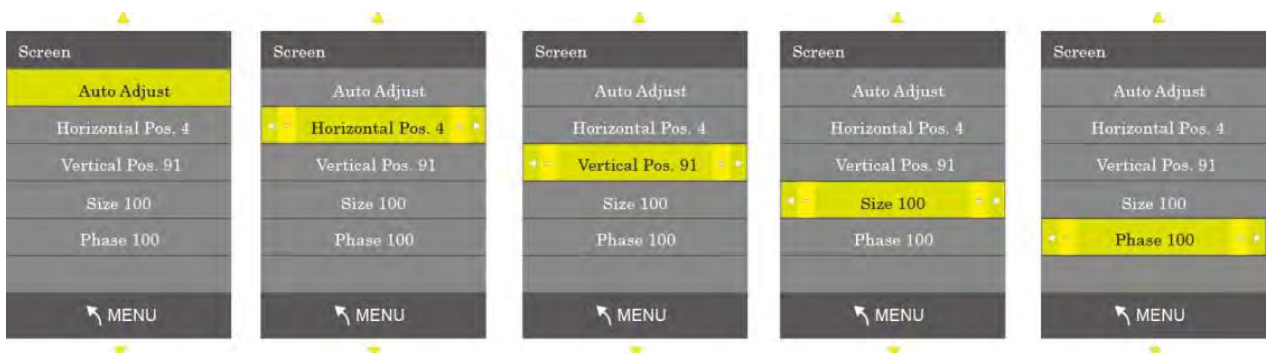 Screen
Auto Adjust
Horizontal Pos. 4
Vertical Pos. 91
Size 100
Phase 100
MENU
Screen
Auto Adjust
Horizontal Pos. 4
Vertical Pos. 91
Size 100
Phase 100
MENU
Screen
Auto Adjust
Horizontal Pos. 4
Vertical Pos. 91
Size 100
Phase 100
MENU
Screen
Auto Adjust
Horizontal Pos. 4
Vertical Pos. 91
Size 100
Phase 100
MENU
Screen
Auto Adjust
Horizontal Pos. 4
Vertical Pos. 91
Size 100
Phase 100
MENU